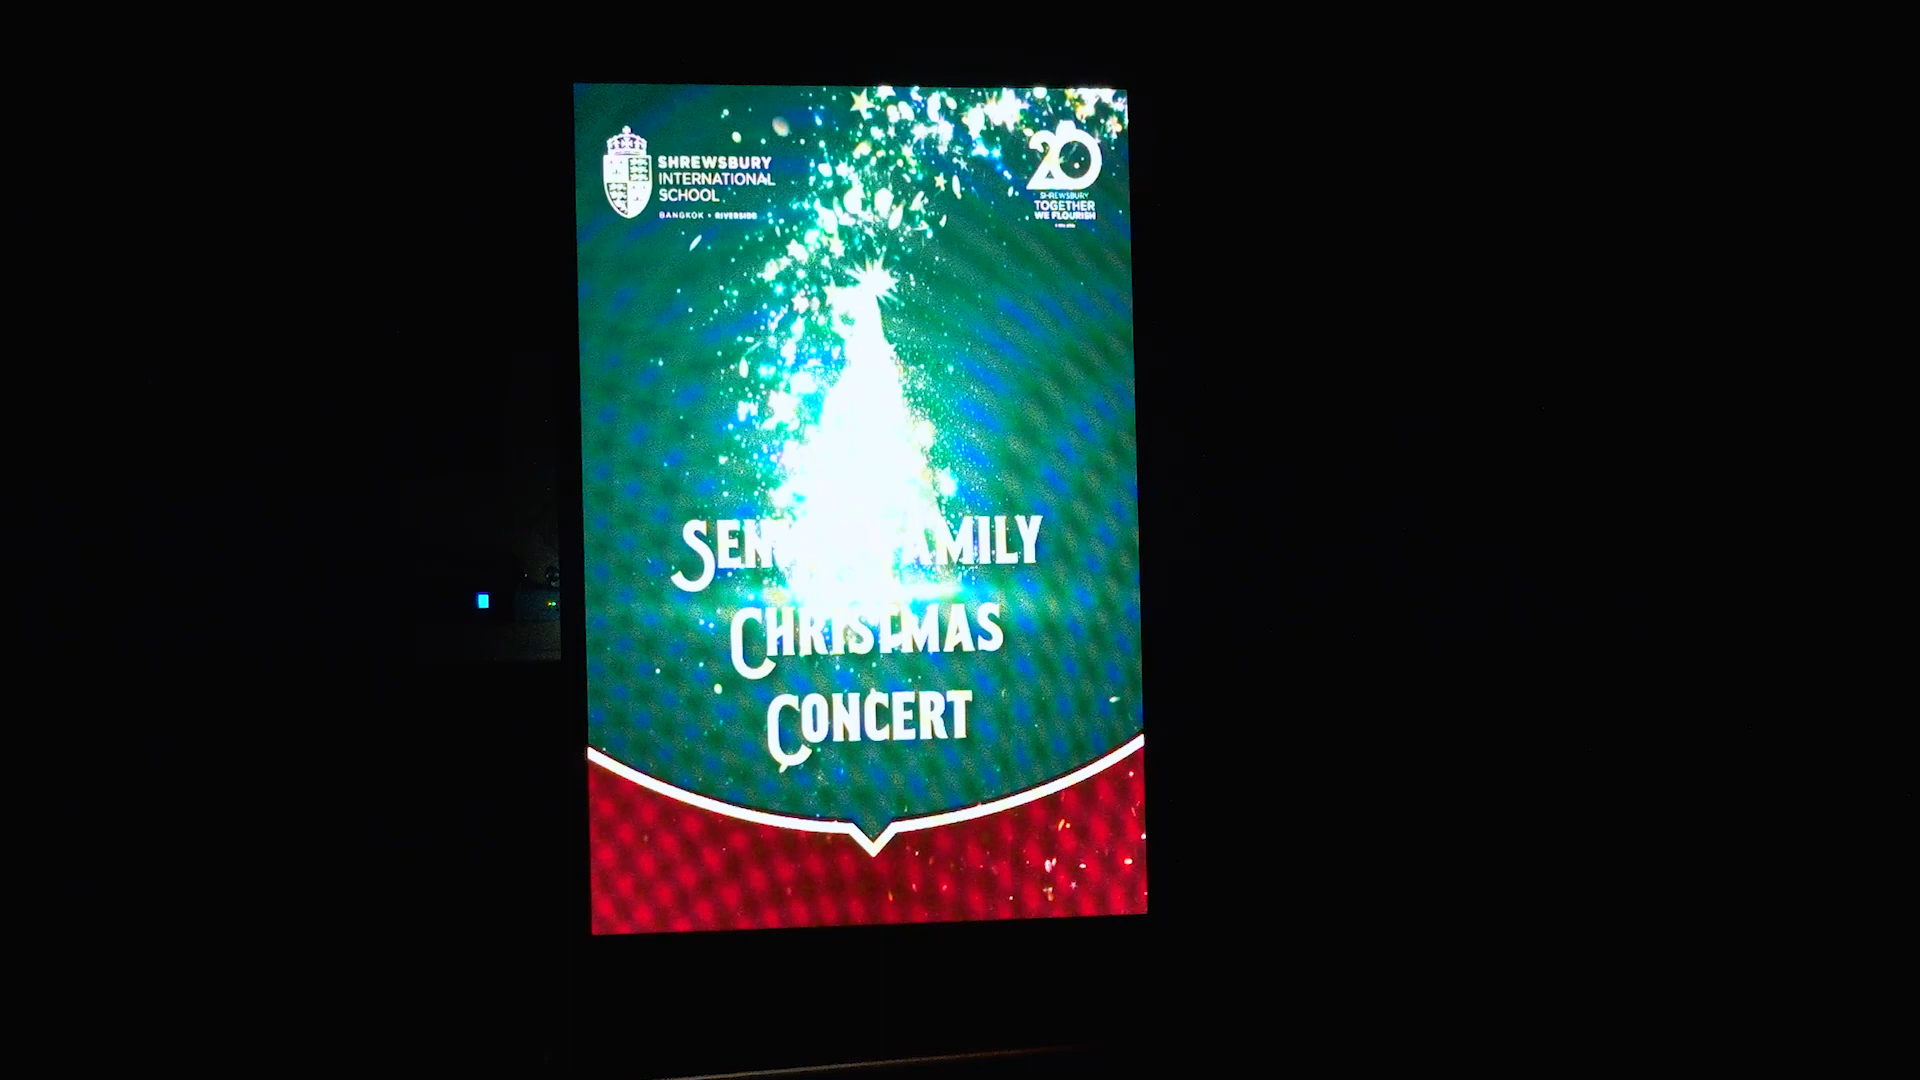 SHREWSBURY
INTERNATIONAL
SCHOOL
BANGKOK • RIVERSIDE
20
SHREWSBURY
TOGETHER
WE FLOURISH
CHRISTMAS
CONCERT